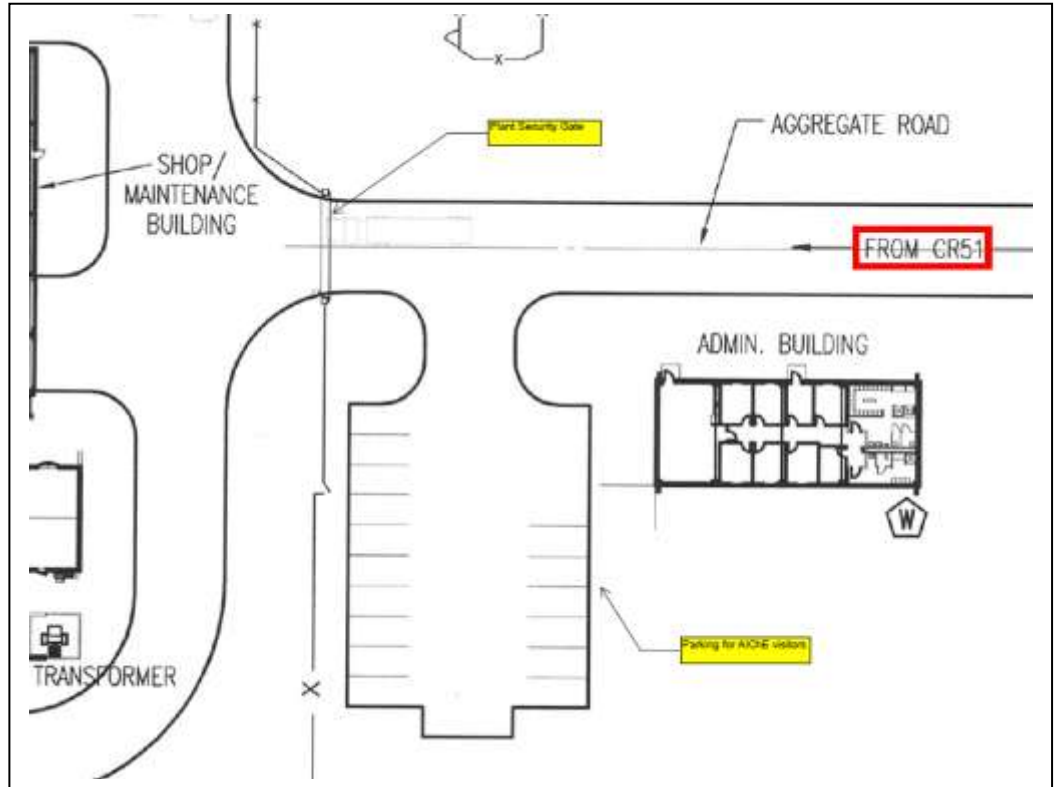 Plant Security Gate
AGGREGATE ROAD
SHOP/
MAINTENANCE
BUILDING
FROM CR51
ADMIN. BUILDING
W
Parking for AIChE visitors
TRANSFORMER
X
X